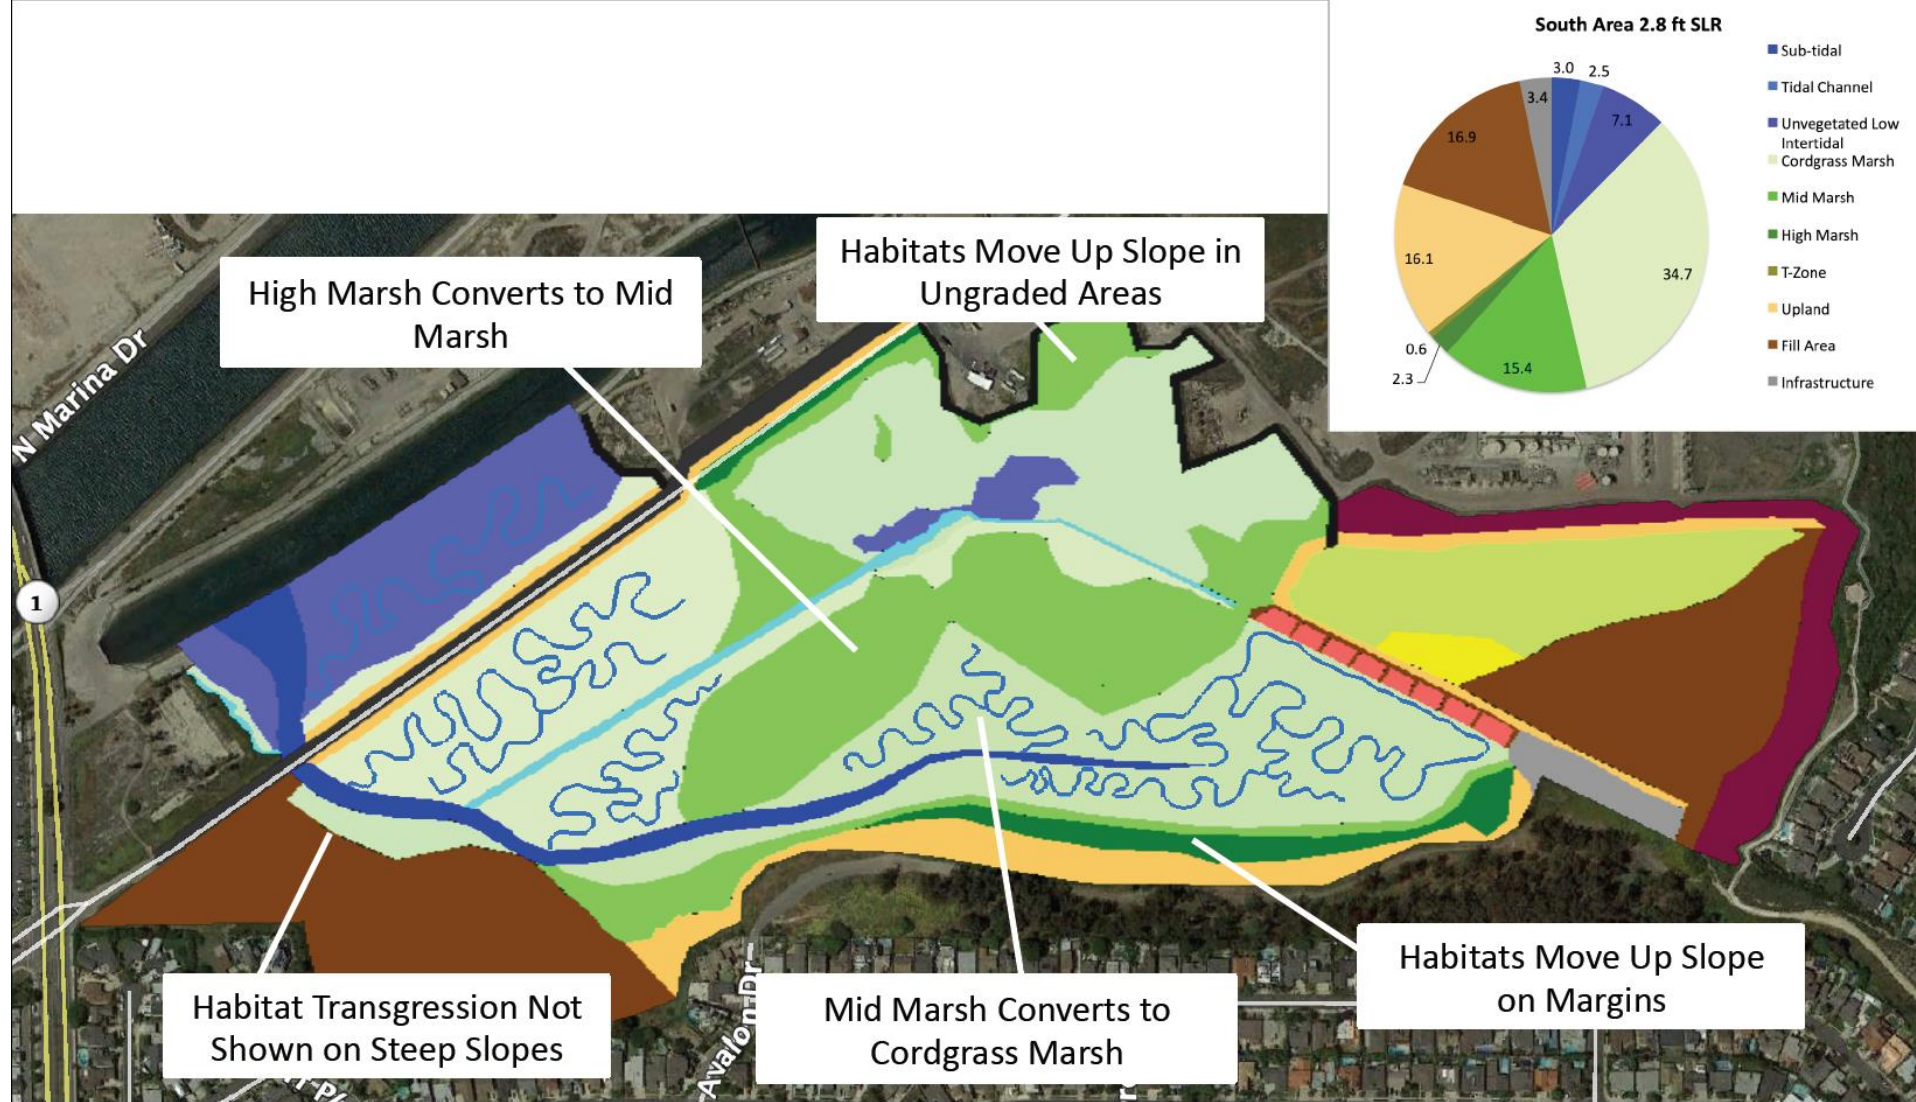 South Area 2.8 ft SLR
3.0
2.5
7.1
34.7
15.4
2.3
0.6
16.1
16.9
3.4
Sub-tidal
Tidal Channel
Unvegetated Low
Intertidal
Cordgrass Marsh
Mid Marsh
High Marsh
T-Zone
Upland
Fill Area
Infrastructure
Habitats Move Up Slope in
Ungraded Areas
High Marsh Converts to Mid
Marsh
N Marina Dr
1
Habitat Transgression Not
Shown on Steep Slopes
Avalon Dr
Mid Marsh Converts to
Cordgrass Marsh
Habitats Move Up Slope
on Margins